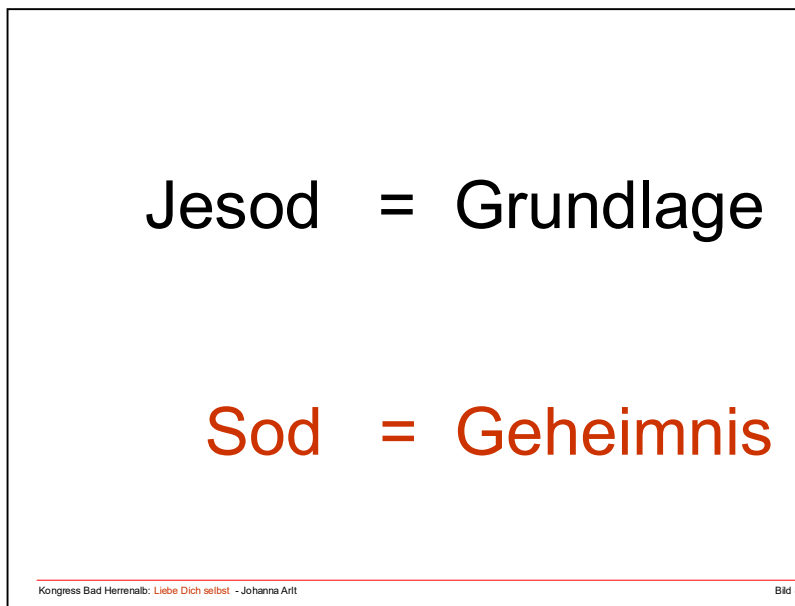 Jesod = Grundlage
Sod = Geheimnis
Kongress Bad Herrenalb: Liebe Dich selbst - Johanna Arlt Bild